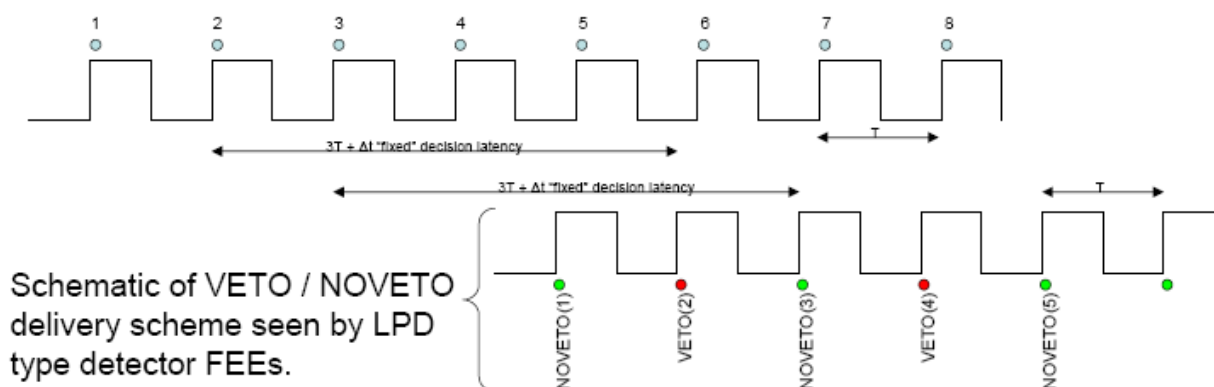 1 2 3 4 5 6 7 8
T
3T + Δt "fixed" decision latency
3T + Δt "fixed" decision latency
T
Schematic of VETO / NOVETO
delivery scheme seen by LPD
type detector FEEs.
NOVETO(1)
VETO(2)
NOVETO(3)
VETO(4)
NOVETO(5)